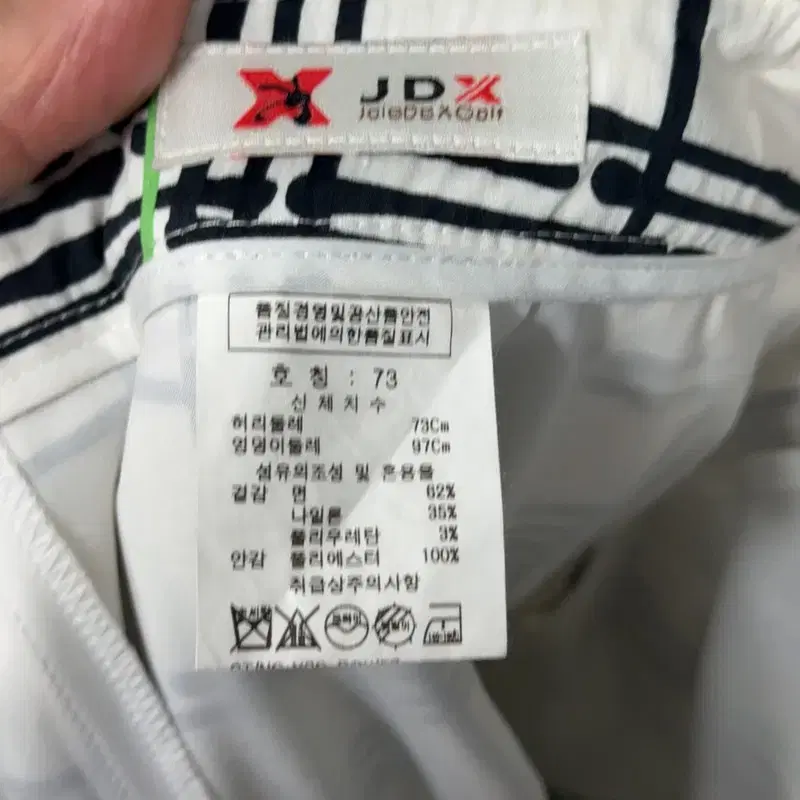 JDX
JoieDeXGolf
품질경영및공산품안전
관리법에의한품질표시
호 칭 : 73
신체치수
허리둘레 73Cm
엉덩이둘레 97Cm
섬유의조성 및 혼용율
겉감 면 62%
나일론 35%
폴리우레탄 3%
안감 폴리에스터 100%
취급상주의사항